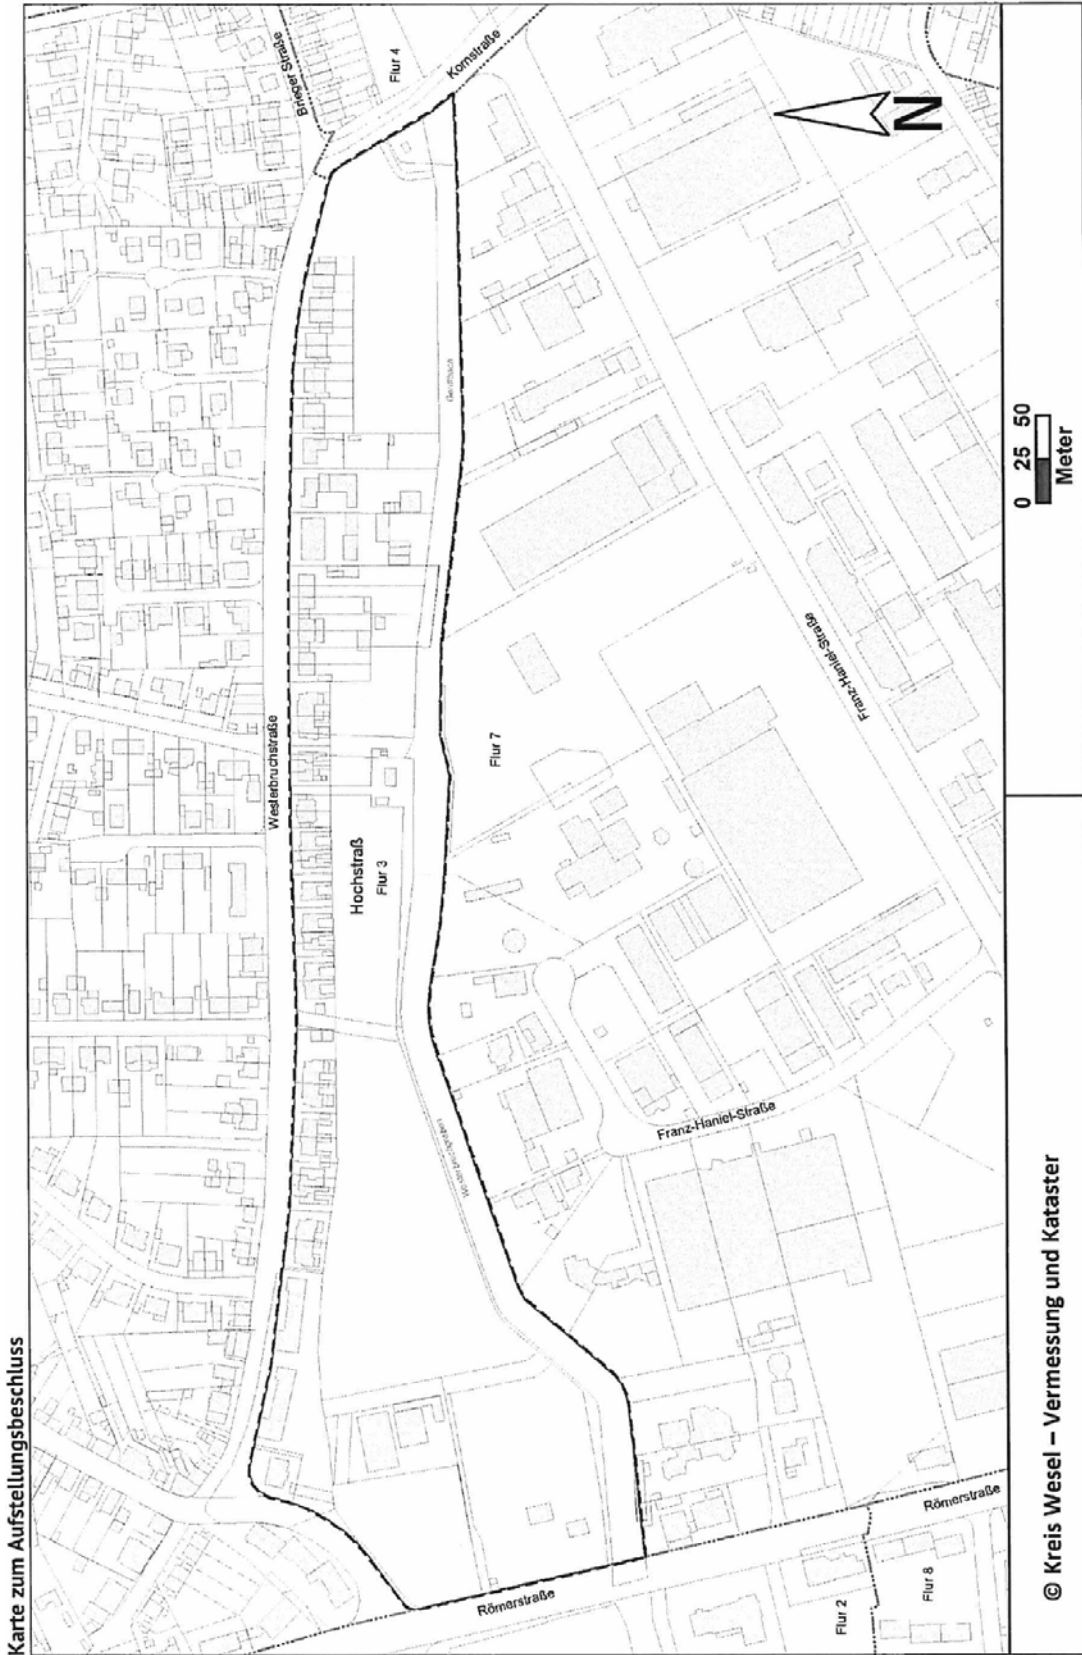 Karte zum Aufstellungsbeschluss
Brieger Straße
Flur 4
Kornstraße
Westerbruchstraße
Hochstraß
Flur 3
Flur 7
Franz-Haniel-Straße
Franz-Haniel-Straße
Römerstraße
Römerstraße
Flur 2
Flur 8
N
0 25 50
Meter
© Kreis Wesel – Vermessung und Kataster